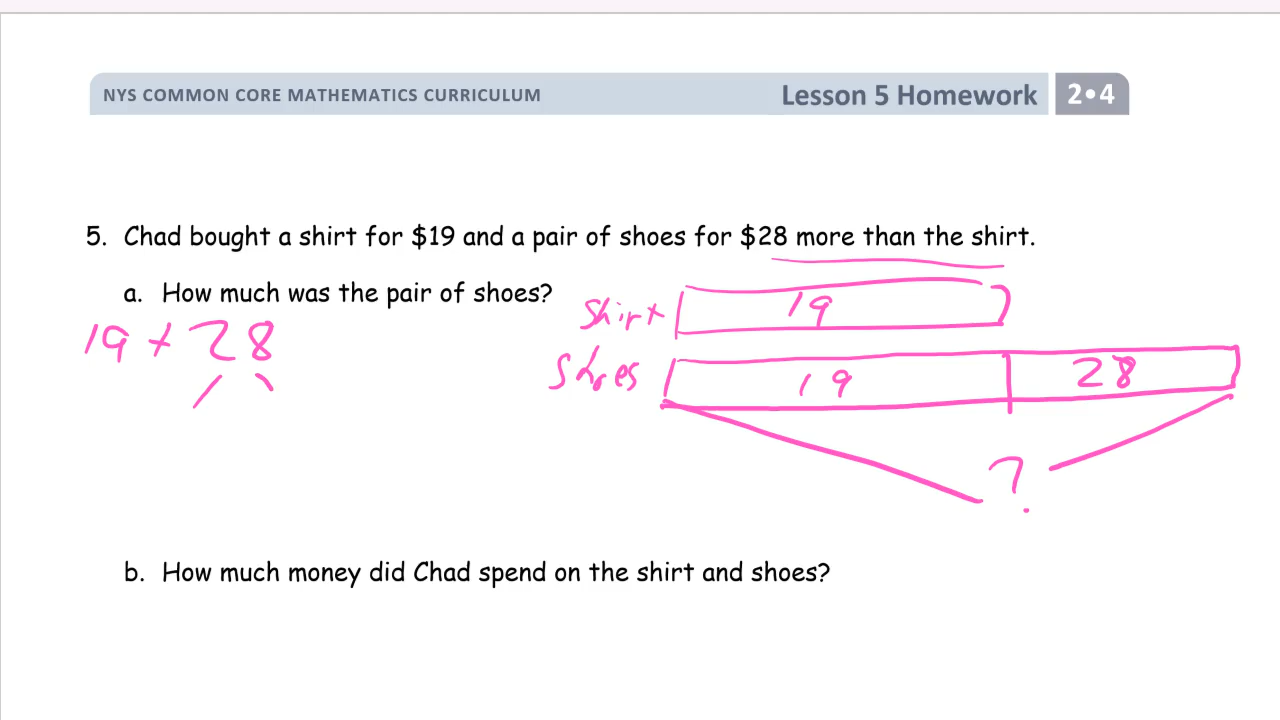 NYS COMMON CORE MATHEMATICS CURRICULUM Lesson 5 Homework 2•4
5. Chad bought a shirt for $19 and a pair of shoes for $28 more than the shirt.
a. How much was the pair of shoes?
shirt 19
19 + 28
shoes 19 28
?
b. How much money did Chad spend on the shirt and shoes?